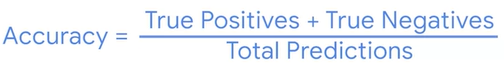 Accuracy = True Positives + True Negatives
Total Predictions